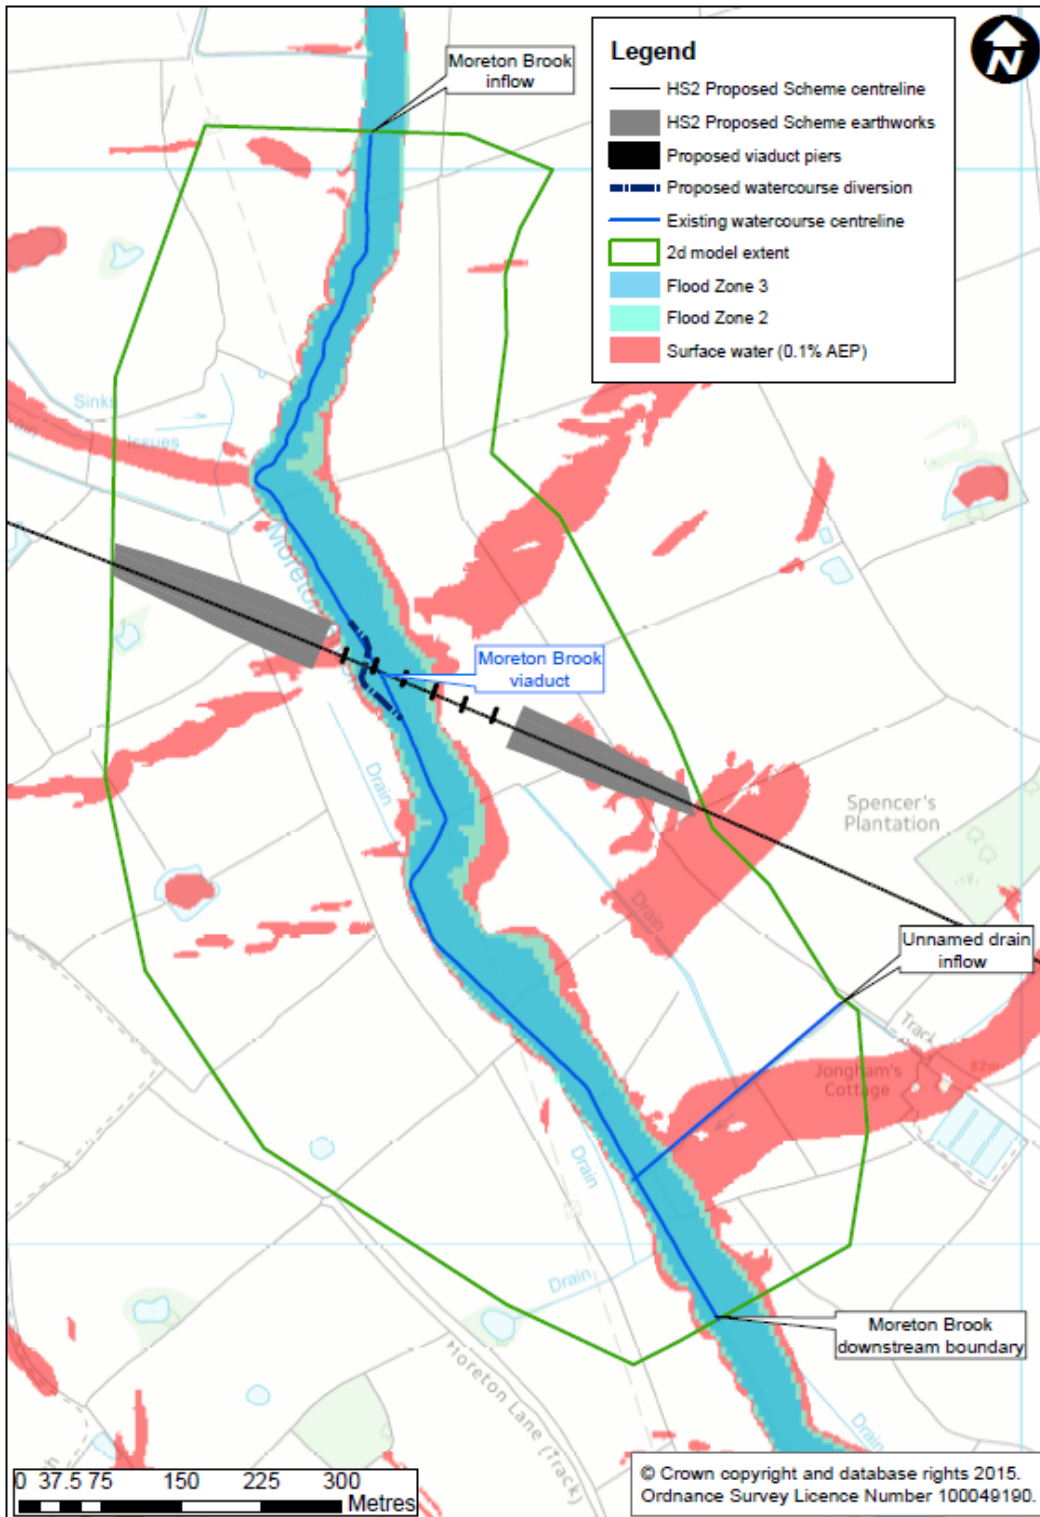 Moreton Brook
inflow
Legend
HS2 Proposed Scheme centreline
HS2 Proposed Scheme earthworks
Proposed viaduct piers
Proposed watercourse diversion
Existing watercourse centreline
2d model extent
Flood Zone 3
Flood Zone 2
Surface water (0.1% AEP)
N
Sinks
Issues
Moreton
Moreton Brook
viaduct
Drain
Spencer's
Plantation
Drain
Unnamed drain
inflow
Track
Jongham's
Cottage
82m
Drain
Drain
Moreton Brook
downstream boundary
Moreton Lane (Track)
Drain
0 37.5 75 150 225 300
Metres
© Crown copyright and database rights 2015.
Ordnance Survey Licence Number 100049190.